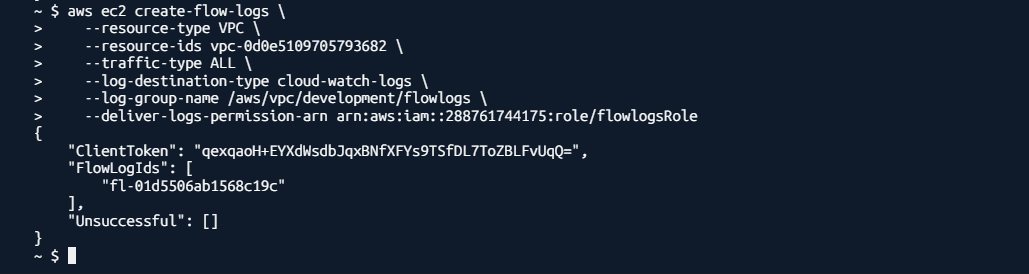 ~ $ aws ec2 create-flow-logs \
>     --resource-type VPC \
>     --resource-ids vpc-0d0e5109705793682 \
>     --traffic-type ALL \
>     --log-destination-type cloud-watch-logs \
>     --log-group-name /aws/vpc/development/flowlogs \
>     --deliver-logs-permission-arn arn:aws:iam::288761744175:role/flowlogsRole
{
    "ClientToken": "qexqaoH+EYXdWsdbJqxBNfXFYs9TSfDL7ToZBLFvUqQ=",
    "FlowLogIds": [
        "fl-01d5506ab1568c19c"
    ],
    "Unsuccessful": []
}
~ $